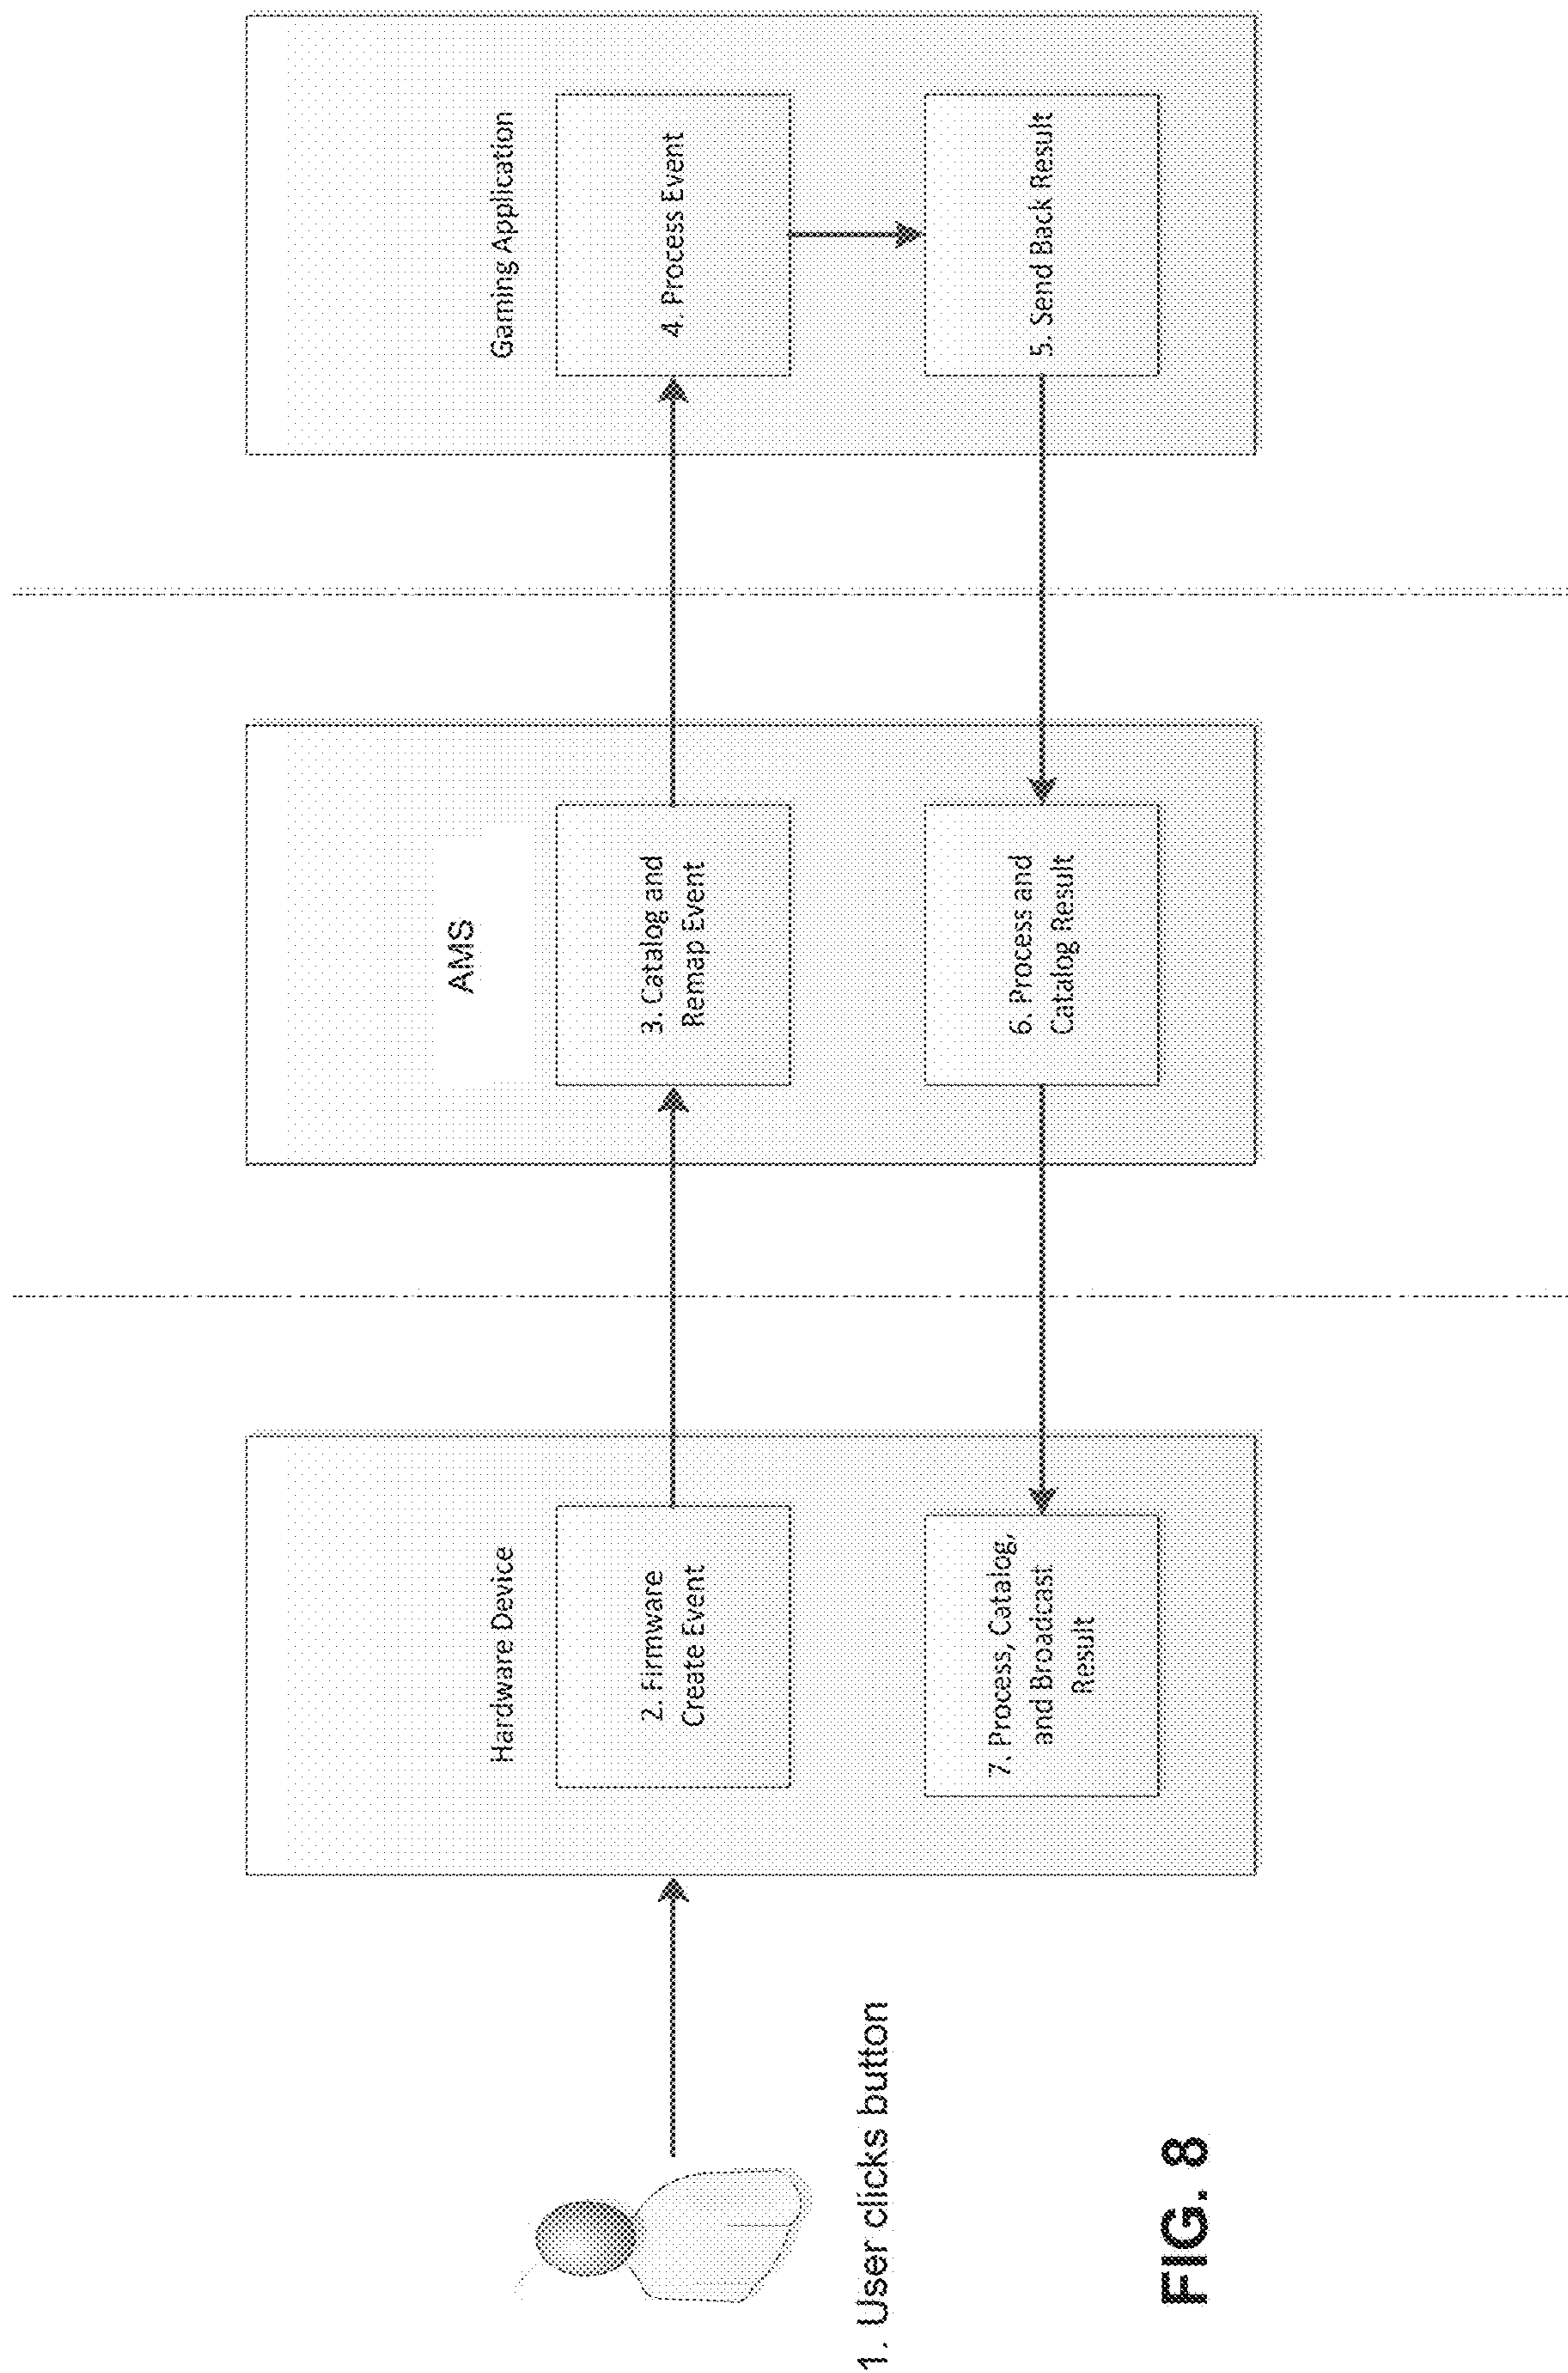 1. User clicks button
Hardware Device
2. Firmware
Create Event
7. Process, Catalog,
and Broadcast
Result
AMS
3. Catalog and
Remap Event
6. Process and
Catalog Result
Gaming Application
4. Process Event
5. Send Back Result
FIG. 8